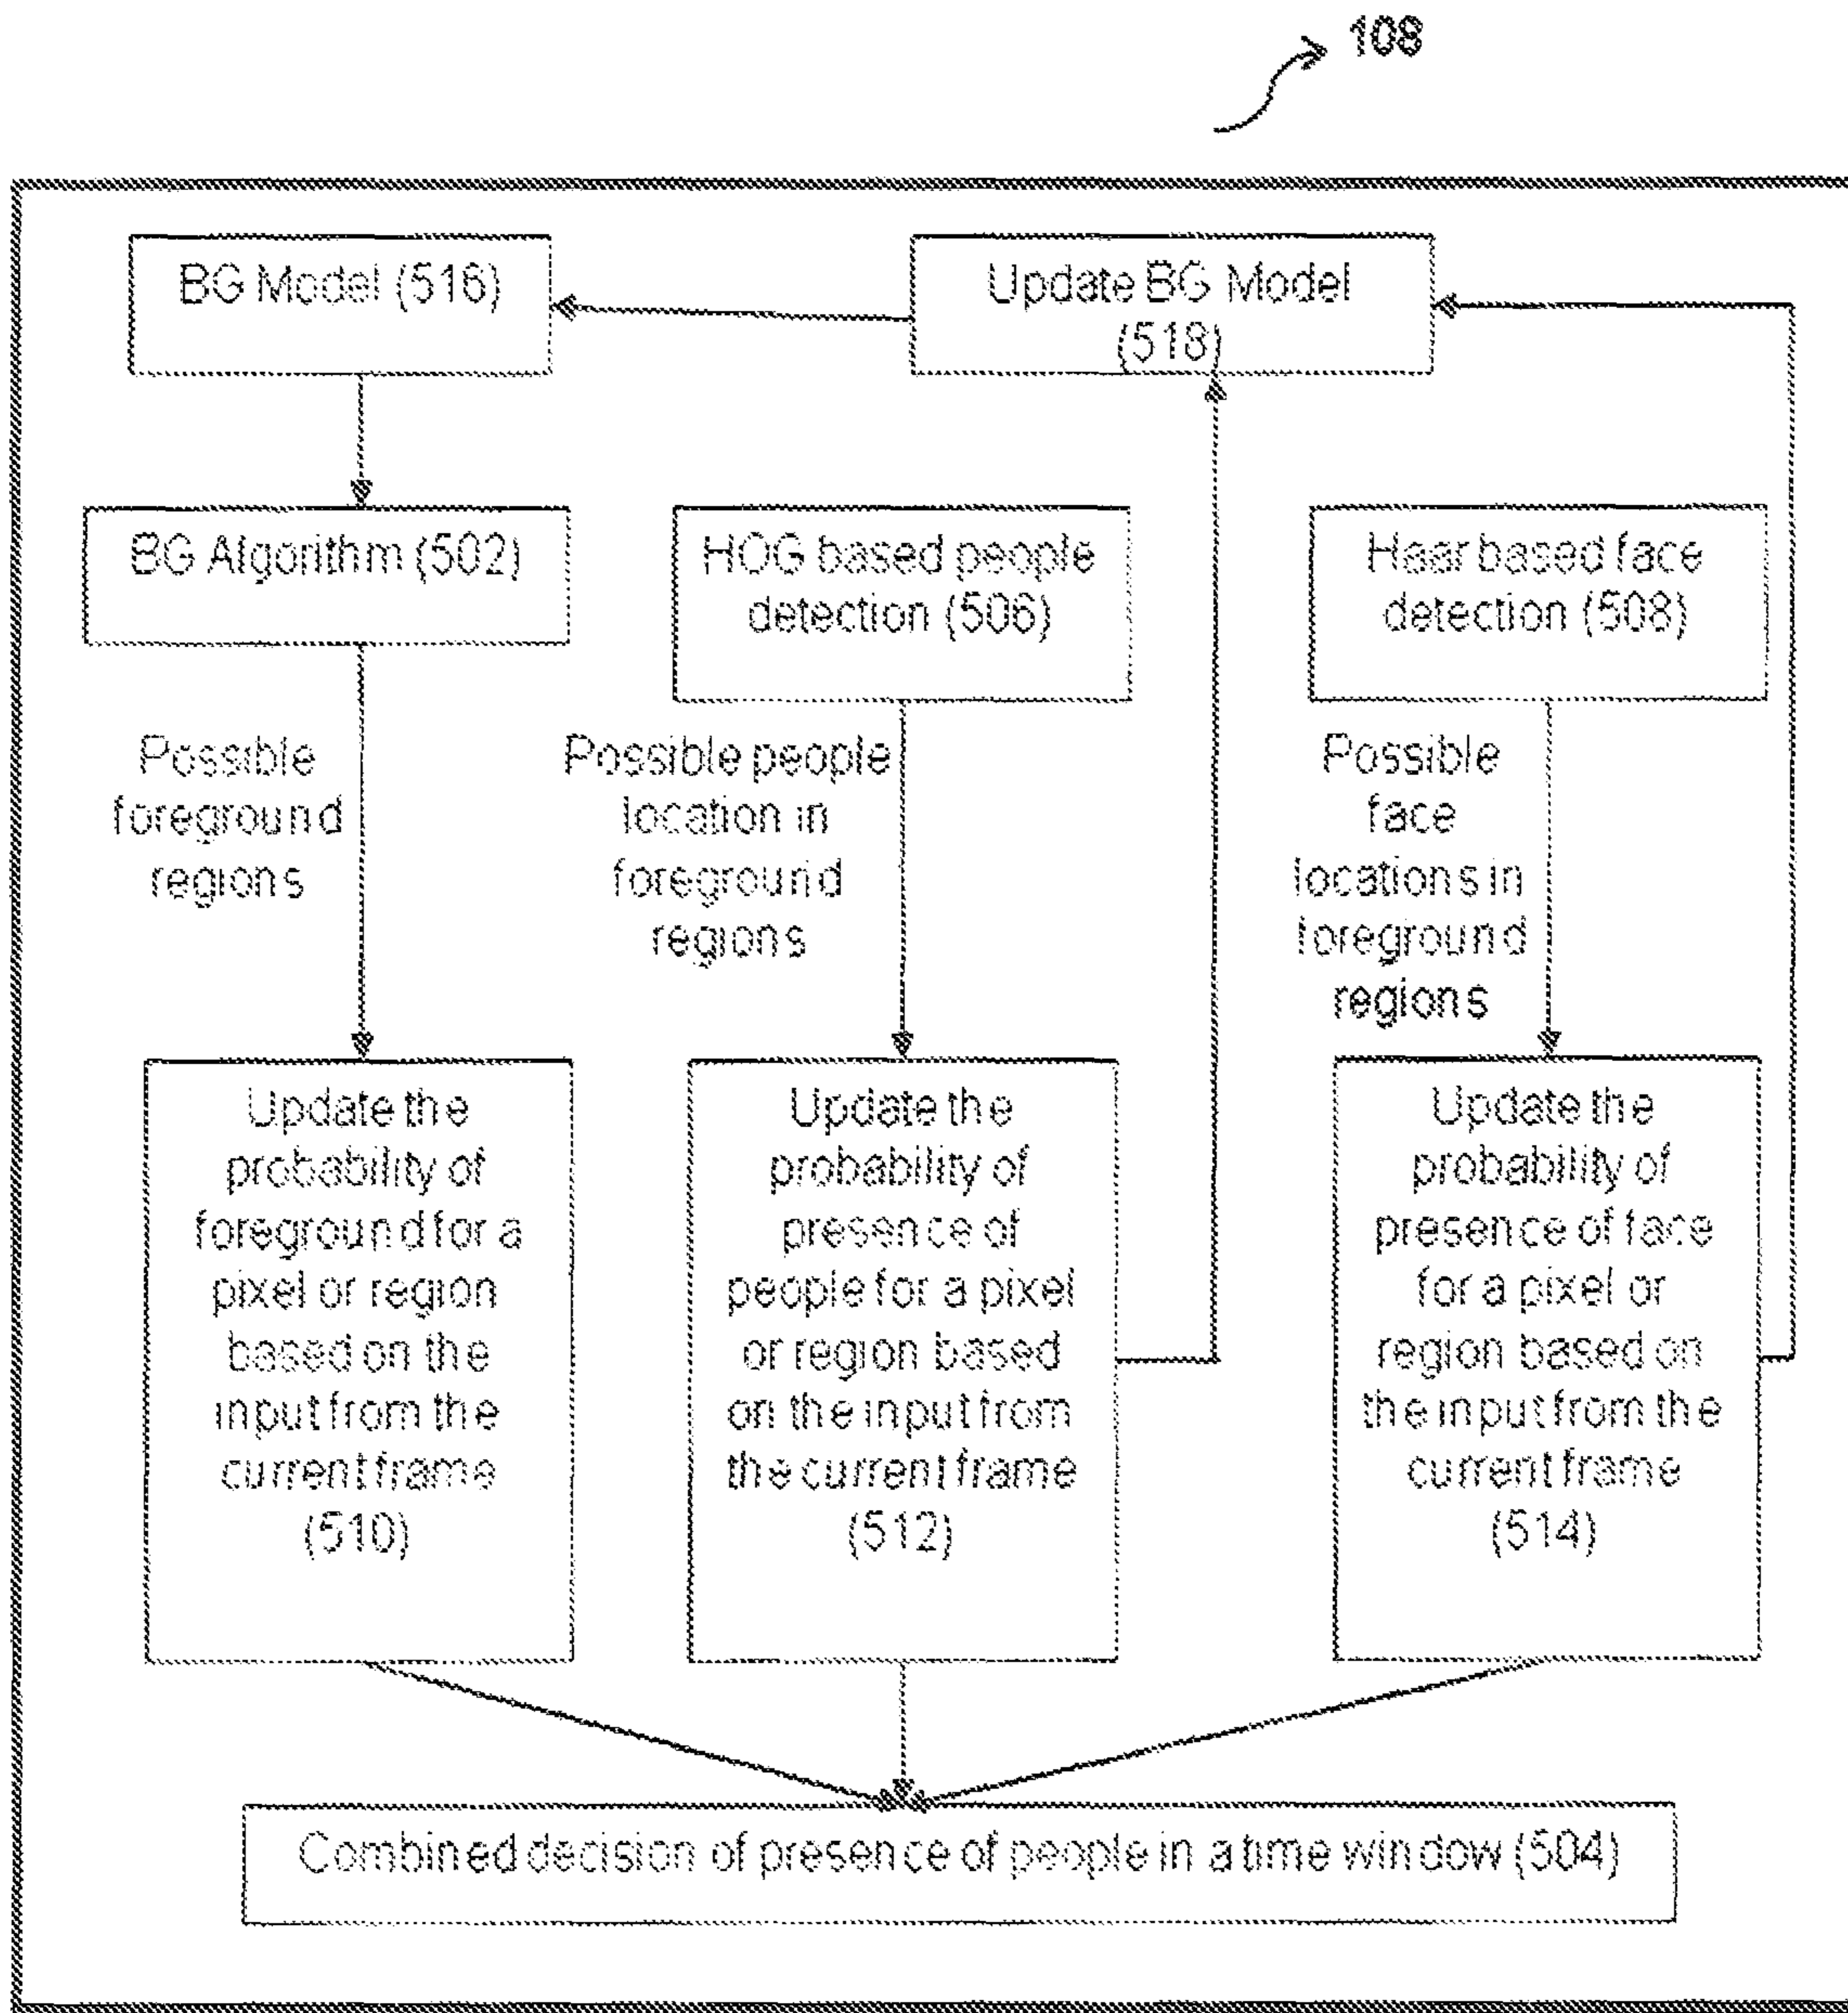 108
BG Model (516)
Update BG Model
(518)
BG Algorithm (502)
HOG based people
detection (506)
Haar based face
detection (508)
Possible
foreground
regions
Possible people
location in
foreground
regions
Possible
face
locations in
foreground
regions
Update the
probability of
foreground for a
pixel or region
based on the
input from the
current frame
(510)
Update the
probability of
presence of
people for a pixel
or region based
on the input from
the current frame
(512)
Update the
probability of
presence of face
for a pixel or
region based on
the input from the
current frame
(514)
Combined decision of presence of people in a time window (504)